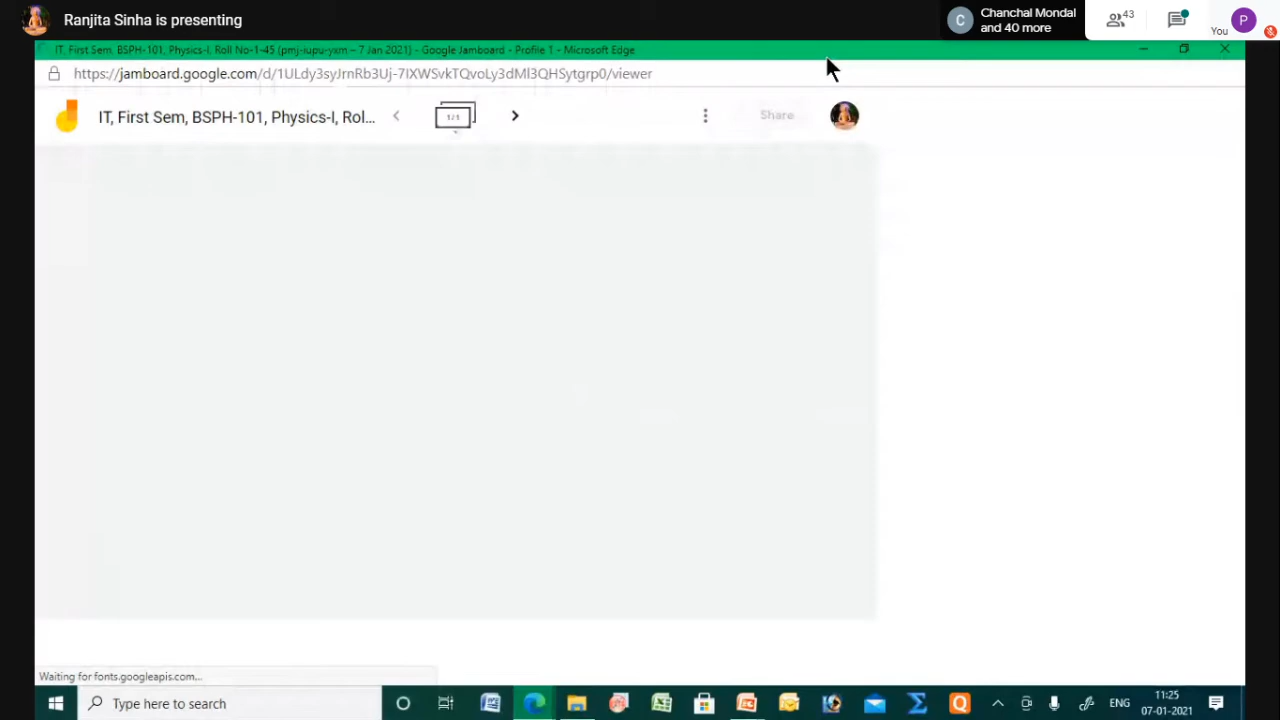 Ranjita Sinha is presenting
C
Chanchal Mondal
and 40 more
43
You
P
IT, First Sem, BSPH-101, Physics-I, Roll No-1-45 (pmj-iupu-yxm – 7 Jan 2021) - Google Jamboard - Profile 1 - Microsoft Edge
https://jamboard.google.com/d/1ULdy3syJrnRb3Uj-7IXWSvkTQvoLy3dMl3QHSytgrp0/viewer
IT, First Sem, BSPH-101, Physics-I, Rol...
1/1
Share
Waiting for fonts.googleapis.com...
Type here to search
ENG
11:25
07-01-2021